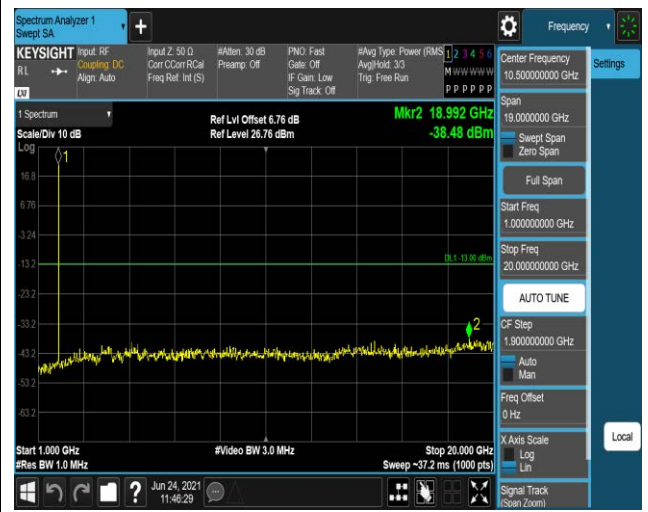 Spectrum Analyzer 1
Swept SA
Frequency
KEYSIGHT
RL
LXI
Input: RF
Coupling: DC
Align: Auto
Input Z: 50 Ω
Corr CCorr RCal
Freq Ref: Int (S)
#Atten: 30 dB
Preamp: Off
PNO: Fast
Gate: Off
IF Gain: Low
Sig Track: Off
#Avg Type: Power (RMS
Avg|Hold: 3/3
Trig: Free Run
1 2 3 4 5 6
M W W W W W
P P P P P P
1 Spectrum
Scale/Div 10 dB
Log
Ref Lvl Offset 6.76 dB
Ref Level 26.76 dBm
Mkr2 18.992 GHz
-38.48 dBm
1
16.8
6.76
-3.24
-13.2
DL1 -13.00 dBm
-23.2
-33.2
2
-43.2
-53.2
-63.2
Start 1.000 GHz
#Res BW 1.0 MHz
#Video BW 3.0 MHz
Stop 20.000 GHz
Sweep ~37.2 ms (1000 pts)
Jun 24, 2021
11:46:29
Center Frequency
10.500000000 GHz
Span
19.0000000 GHz
Swept Span
Zero Span
Full Span
Start Freq
1.000000000 GHz
Stop Freq
20.000000000 GHz
AUTO TUNE
CF Step
1.900000000 GHz
Auto
Man
Freq Offset
0 Hz
X Axis Scale
Log
Lin
Signal Track
(Span Zoom)
Settings
Local